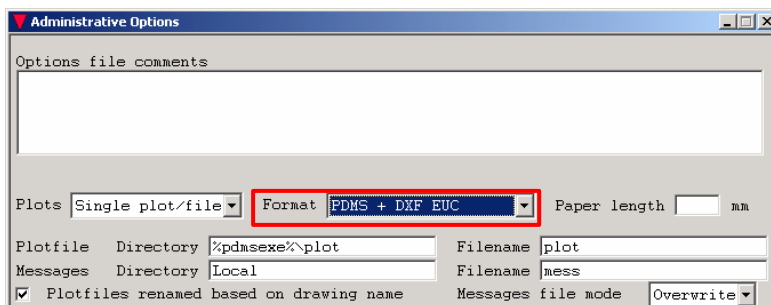 Administrative Options
Options file comments
Plots Single plot/file Format PDMS + DXF EUC Paper length mm
Plotfile Directory %pdmsexe%\plot Filename plot
Messages Directory Local Filename mess
Plotfiles renamed based on drawing name Messages file mode Overwrite